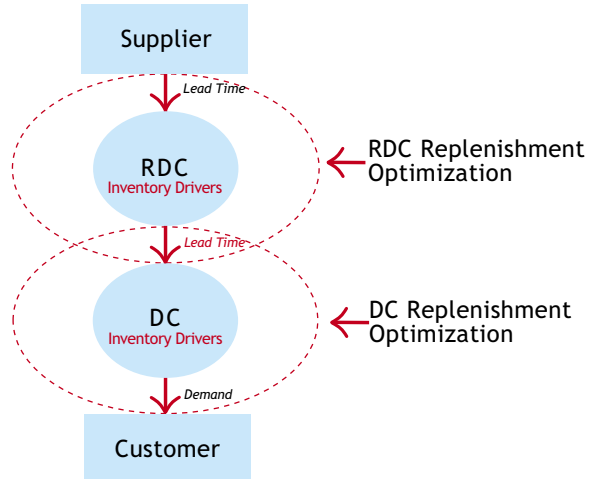 Supplier
Lead Time
RDC
Inventory Drivers
RDC Replenishment
Optimization
Lead Time
DC
Inventory Drivers
DC Replenishment
Optimization
Demand
Customer